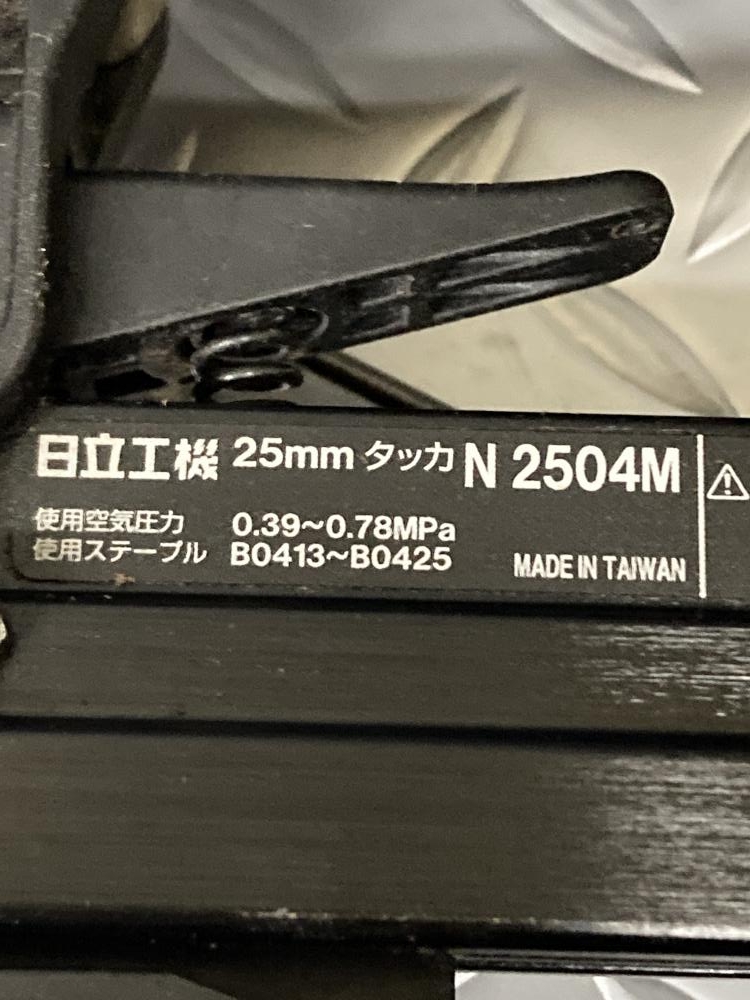 日立工機 25mm タッカ N 2504M
使用空気圧力 0.39～0.78MPa
使用ステープル B0413～B0425
MADE IN TAIWAN